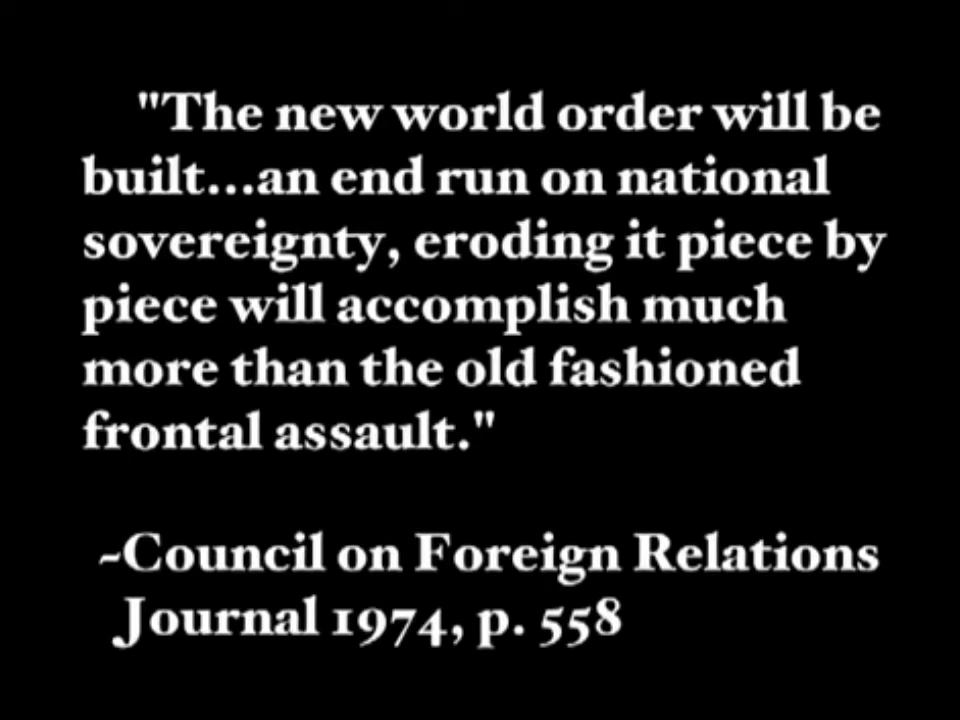 "The new world order will be
built...an end run on national
sovereignty, eroding it piece by
piece will accomplish much
more than the old fashioned
frontal assault."
-Council on Foreign Relations
Journal 1974, p. 558